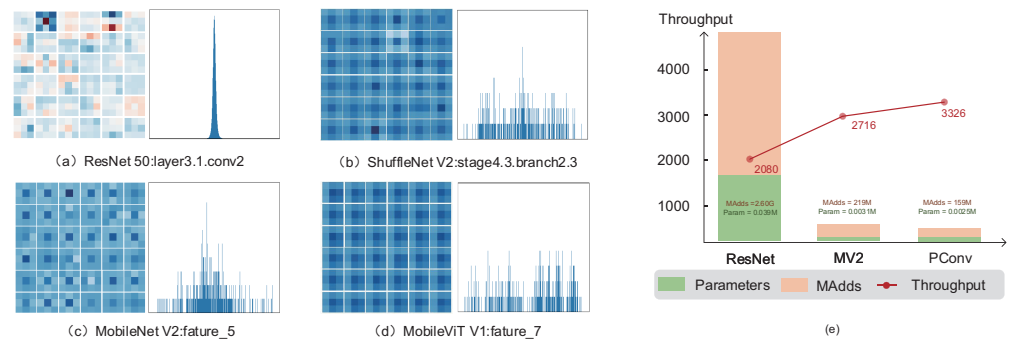 (a) ResNet 50:layer3.1.conv2
(b) ShuffleNet V2:stage4.3.branch2.3
(c) MobileNet V2:fature_5
(d) MobileViT V1:fature_7
Throughput
4000
3000
2000
1000
2080
2716
3326
MAdds =2.60G
Param = 0.039M
MAdds = 219M
Param = 0.0031M
MAdds = 159M
Param = 0.0025M
ResNet
MV2
PConv
Parameters
MAdds
Throughput
(e)